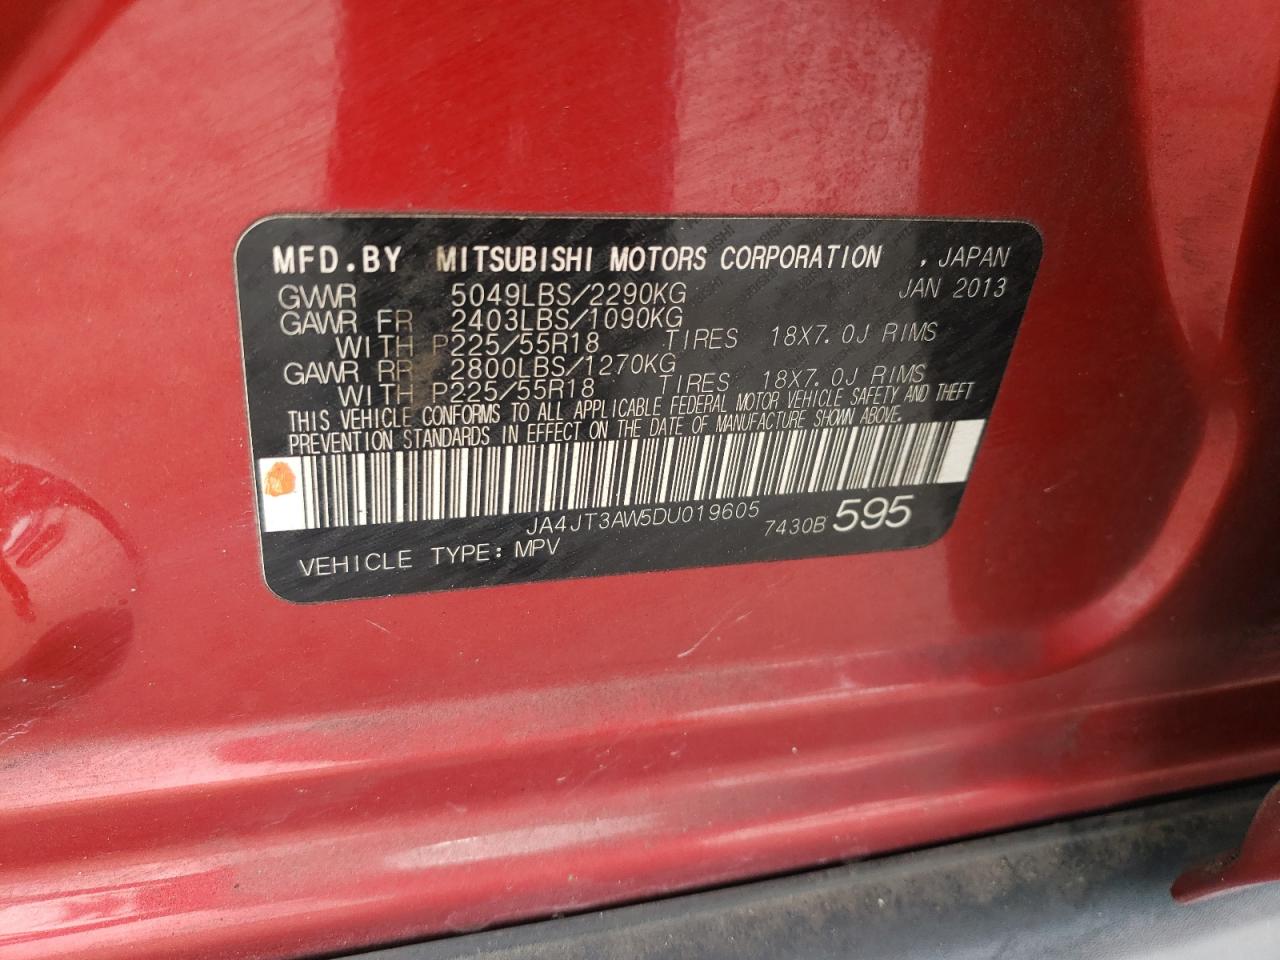 MFD.BY MITSUBISHI MOTORS CORPORATION , JAPAN
GVWR 5049LBS/2290KG JAN 2013
GAWR FR 2403LBS/1090KG
WITH P225/55R18 TIRES 18X7.0J RIMS
GAWR RR 2800LBS/1270KG
WITH P225/55R18 TIRES 18X7.0J RIMS
THIS VEHICLE CONFORMS TO ALL APPLICABLE FEDERAL MOTOR VEHICLE SAFETY AND THEFT
PREVENTION STANDARDS IN EFFECT ON THE DATE OF MANUFACTURE SHOWN ABOVE.
JA4JT3AW5DU019605 7430B 595
VEHICLE TYPE: MPV